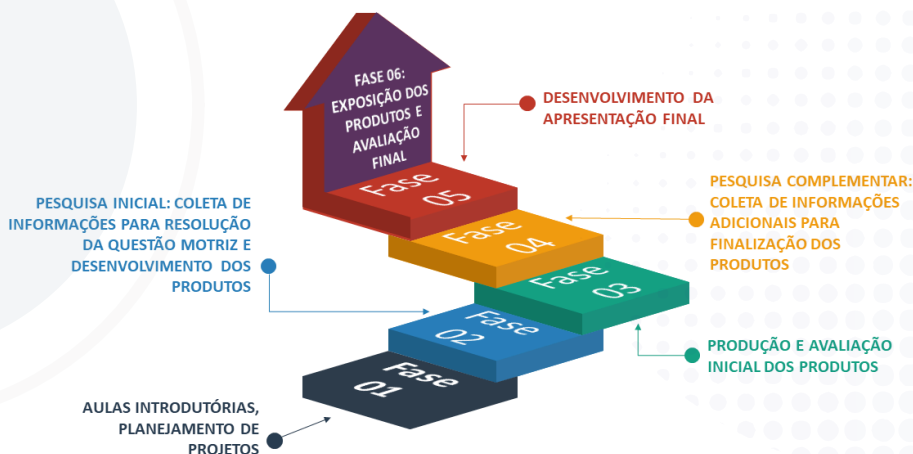 FASE 06:
EXPOSIÇÃO DOS
PRODUTOS E
AVALIAÇÃO
FINAL
DESENVOLVIMENTO DA
APRESENTAÇÃO FINAL
Fase
05
PESQUISA COMPLEMENTAR:
COLETA DE INFORMAÇÕES
ADICIONAIS PARA
FINALIZAÇÃO DOS
PRODUTOS
Fase
04
PESQUISA INICIAL: COLETA DE
INFORMAÇÕES PARA RESOLUÇÃO
DA QUESTÃO MOTRIZ E
DESENVOLVIMENTO DOS
PRODUTOS
Fase
03
Fase
02
PRODUÇÃO E AVALIAÇÃO
INICIAL DOS PRODUTOS
Fase
01
AULAS INTRODUTÓRIAS,
PLANEJAMENTO DE
PROJETOS